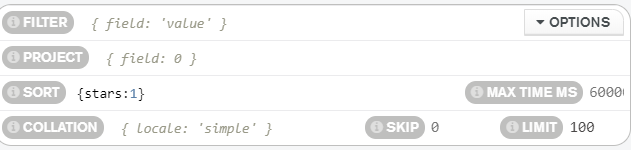 FILTER { field: 'value' } OPTIONS
PROJECT { field: 0 }
SORT {stars:1} MAX TIME MS 60000
COLLATION { locale: 'simple' } SKIP 0 LIMIT 100